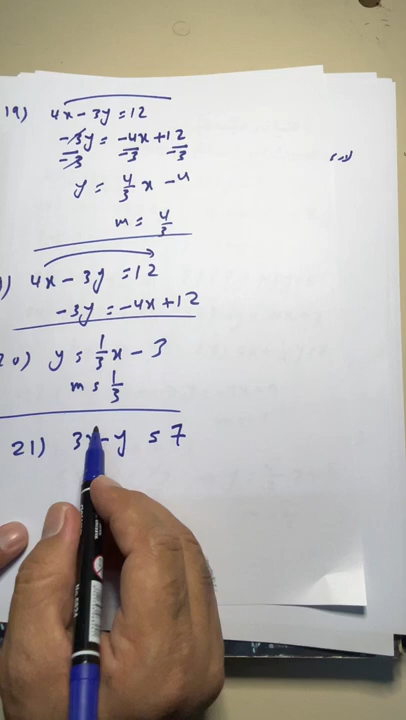 19) 4x - 3y = 12
-3y = -4x + 12
-3 -3 -3
y = 4/3 x - 4
m = 4/3
) 4x - 3y = 12
-3y = -4x + 12
20) y = 1/3 x - 3
m = 1/3
21) 3x - y = 7